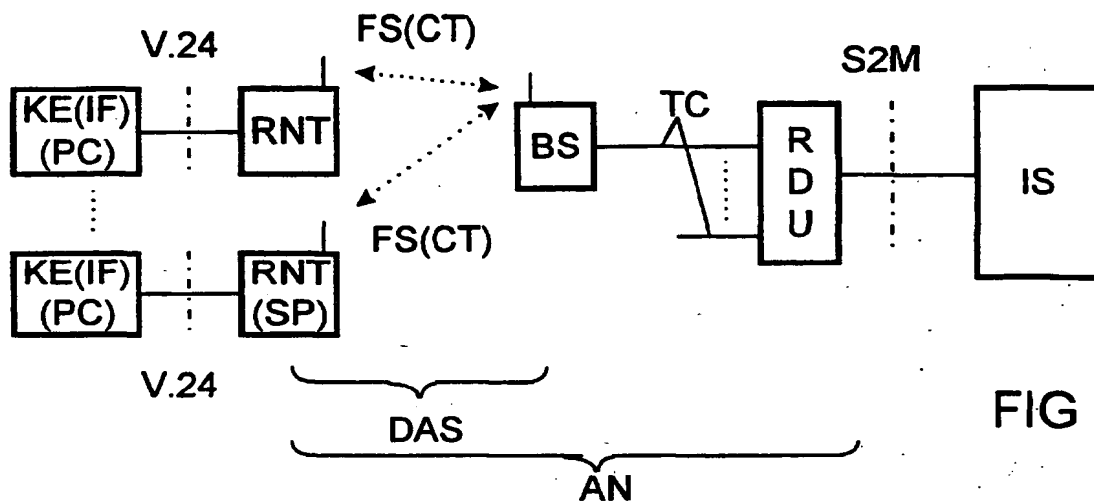 V.24
FS(CT)
S2M
KE(IF)
(PC)
RNT
BS
TC
R
D
U
IS
FS(CT)
KE(IF)
(PC)
RNT
(SP)
V.24
DAS
FIG
AN